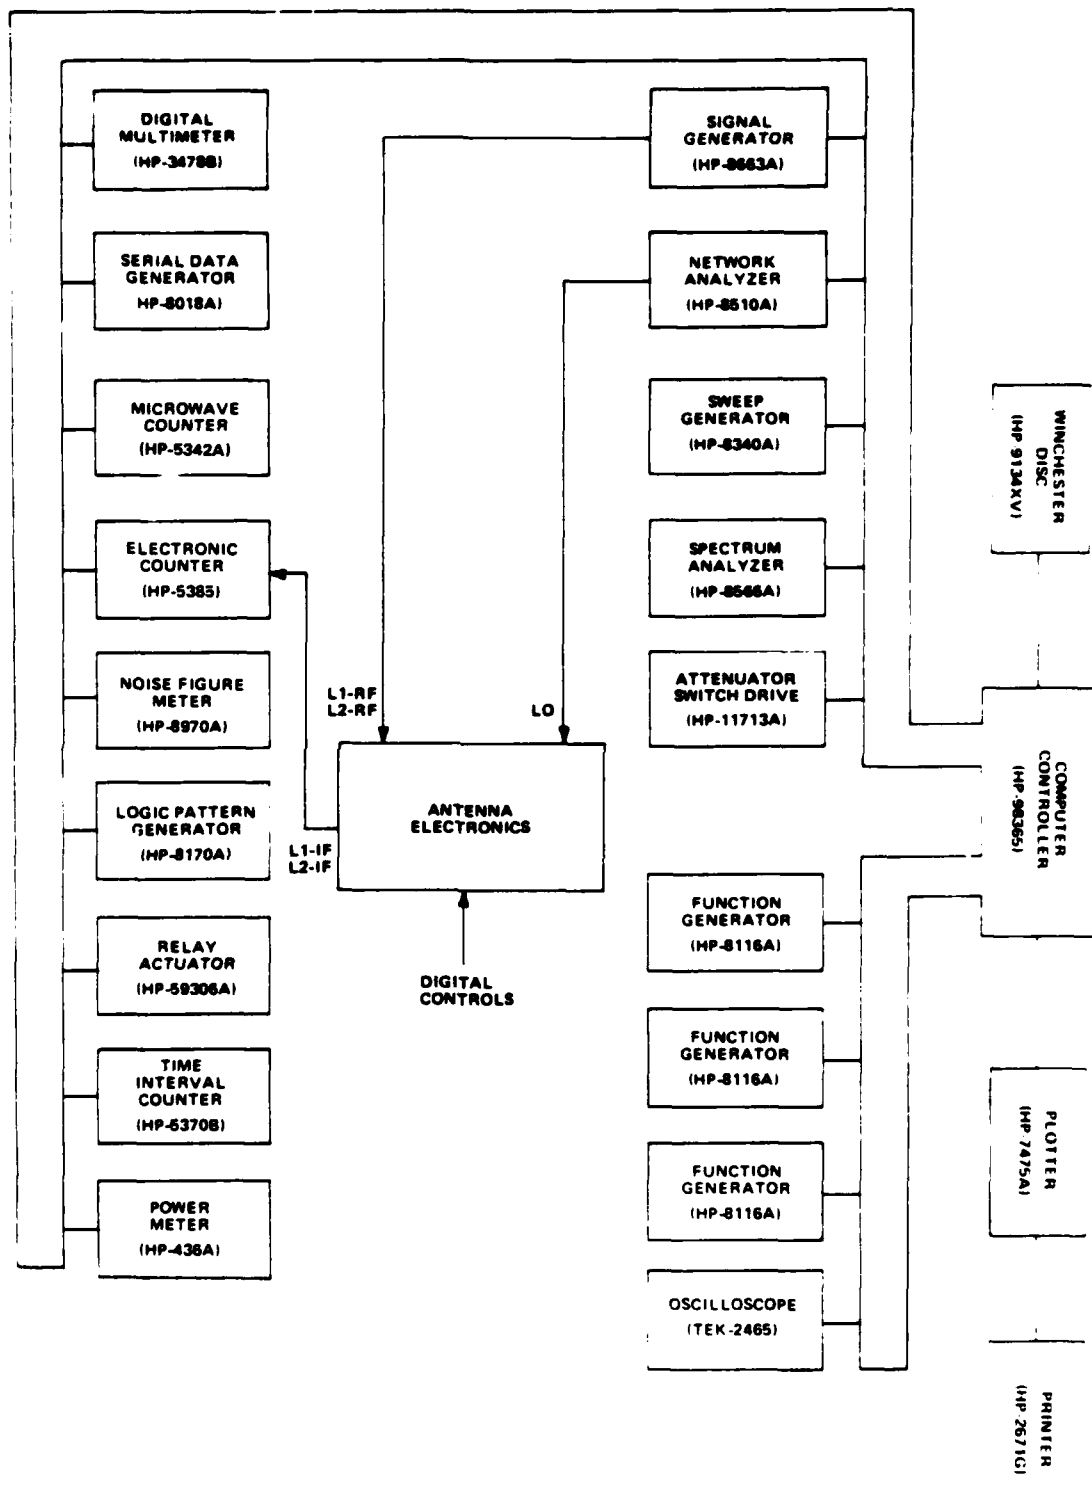 DIGITAL
MULTIMETER
(HP-3478B)
SERIAL DATA
GENERATOR
HP-8018A)
MICROWAVE
COUNTER
(HP-5342A)
ELECTRONIC
COUNTER
(HP-5385)
NOISE FIGURE
METER
(HP-8970A)
LOGIC PATTERN
GENERATOR
(HP-8170A)
RELAY
ACTUATOR
(HP-59306A)
TIME
INTERVAL
COUNTER
(HP-5370B)
POWER
METER
(HP-436A)
L1-RF
L2-RF
LO
ANTENNA
ELECTRONICS
L1-IF
L2-IF
DIGITAL
CONTROLS
SIGNAL
GENERATOR
(HP-8663A)
NETWORK
ANALYZER
(HP-8510A)
SWEEP
GENERATOR
(HP-8340A)
SPECTRUM
ANALYZER
(HP-8566A)
ATTENUATOR
SWITCH DRIVE
(HP-11713A)
FUNCTION
GENERATOR
(HP-8116A)
FUNCTION
GENERATOR
(HP-8116A)
FUNCTION
GENERATOR
(HP-8116A)
OSCILLOSCOPE
(TEK-2465)
WINCHESTER
DISC
(HP-9134XV)
COMPUTER
CONTROLLER
(HP-98365)
PLOTTER
(HP-7475A)
PRINTER
(HP-2671G)